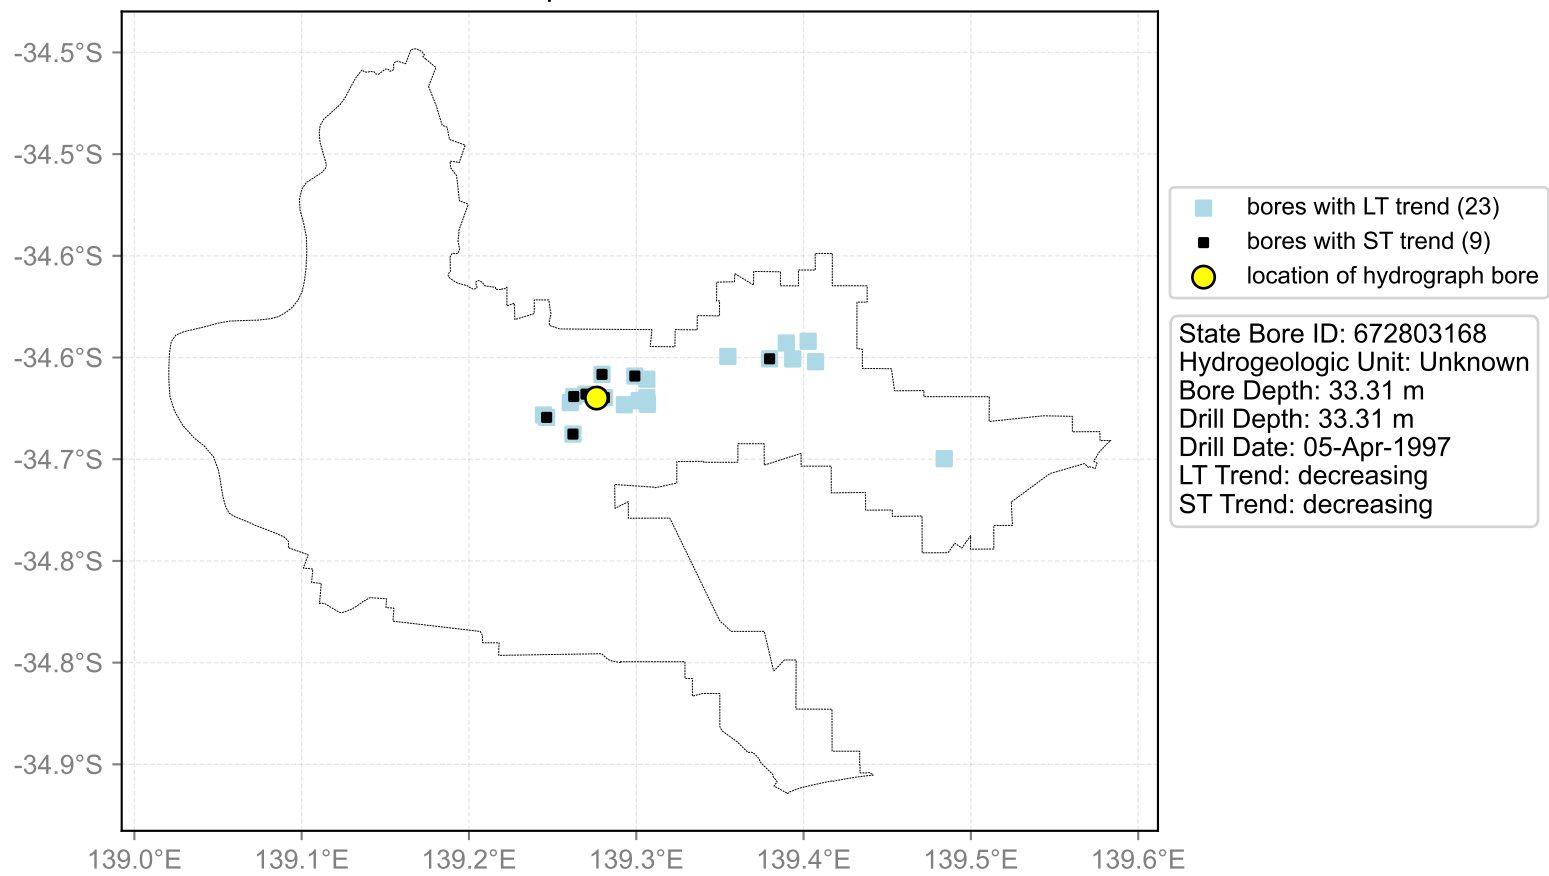 -34.5°S
-34.5°S
-34.6°S
-34.6°S
-34.7°S
-34.8°S
-34.8°S
-34.9°S
139.0°E
139.1°E
139.2°E
139.3°E
139.4°E
139.5°E
139.6°E
bores with LT trend (23)
bores with ST trend (9)
location of hydrograph bore
State Bore ID: 672803168
Hydrogeologic Unit: Unknown
Bore Depth: 33.31 m
Drill Depth: 33.31 m
Drill Date: 05-Apr-1997
LT Trend: decreasing
ST Trend: decreasing